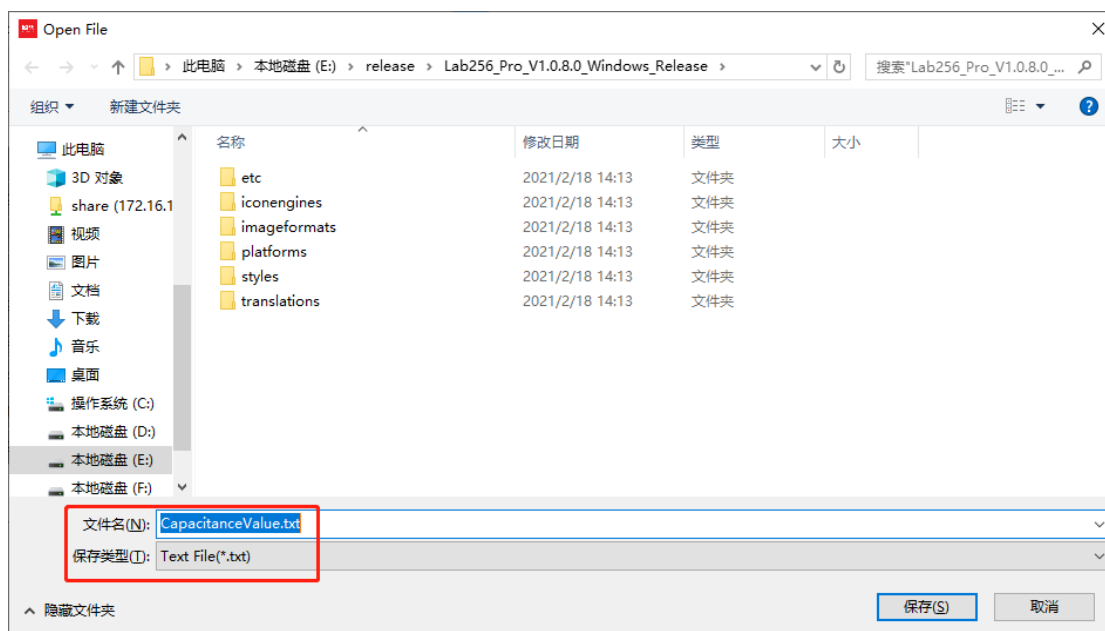 Open File
此电脑 › 本地磁盘 (E:) › release › Lab256_Pro_V1.0.8.0_Windows_Release ›
搜索"Lab256_Pro_V1.0.8.0_...
组织 新建文件夹
名称 修改日期 类型 大小
此电脑
3D 对象
share (172.16.1
视频
图片
文档
下载
音乐
桌面
操作系统 (C:)
本地磁盘 (D:)
本地磁盘 (E:)
本地磁盘 (F:)
etc 2021/2/18 14:13 文件夹
iconengines 2021/2/18 14:13 文件夹
imageformats 2021/2/18 14:13 文件夹
platforms 2021/2/18 14:13 文件夹
styles 2021/2/18 14:13 文件夹
translations 2021/2/18 14:13 文件夹
文件名(N): CapacitanceValue.txt
保存类型(T): Text File(*.txt)
隐藏文件夹
保存(S) 取消